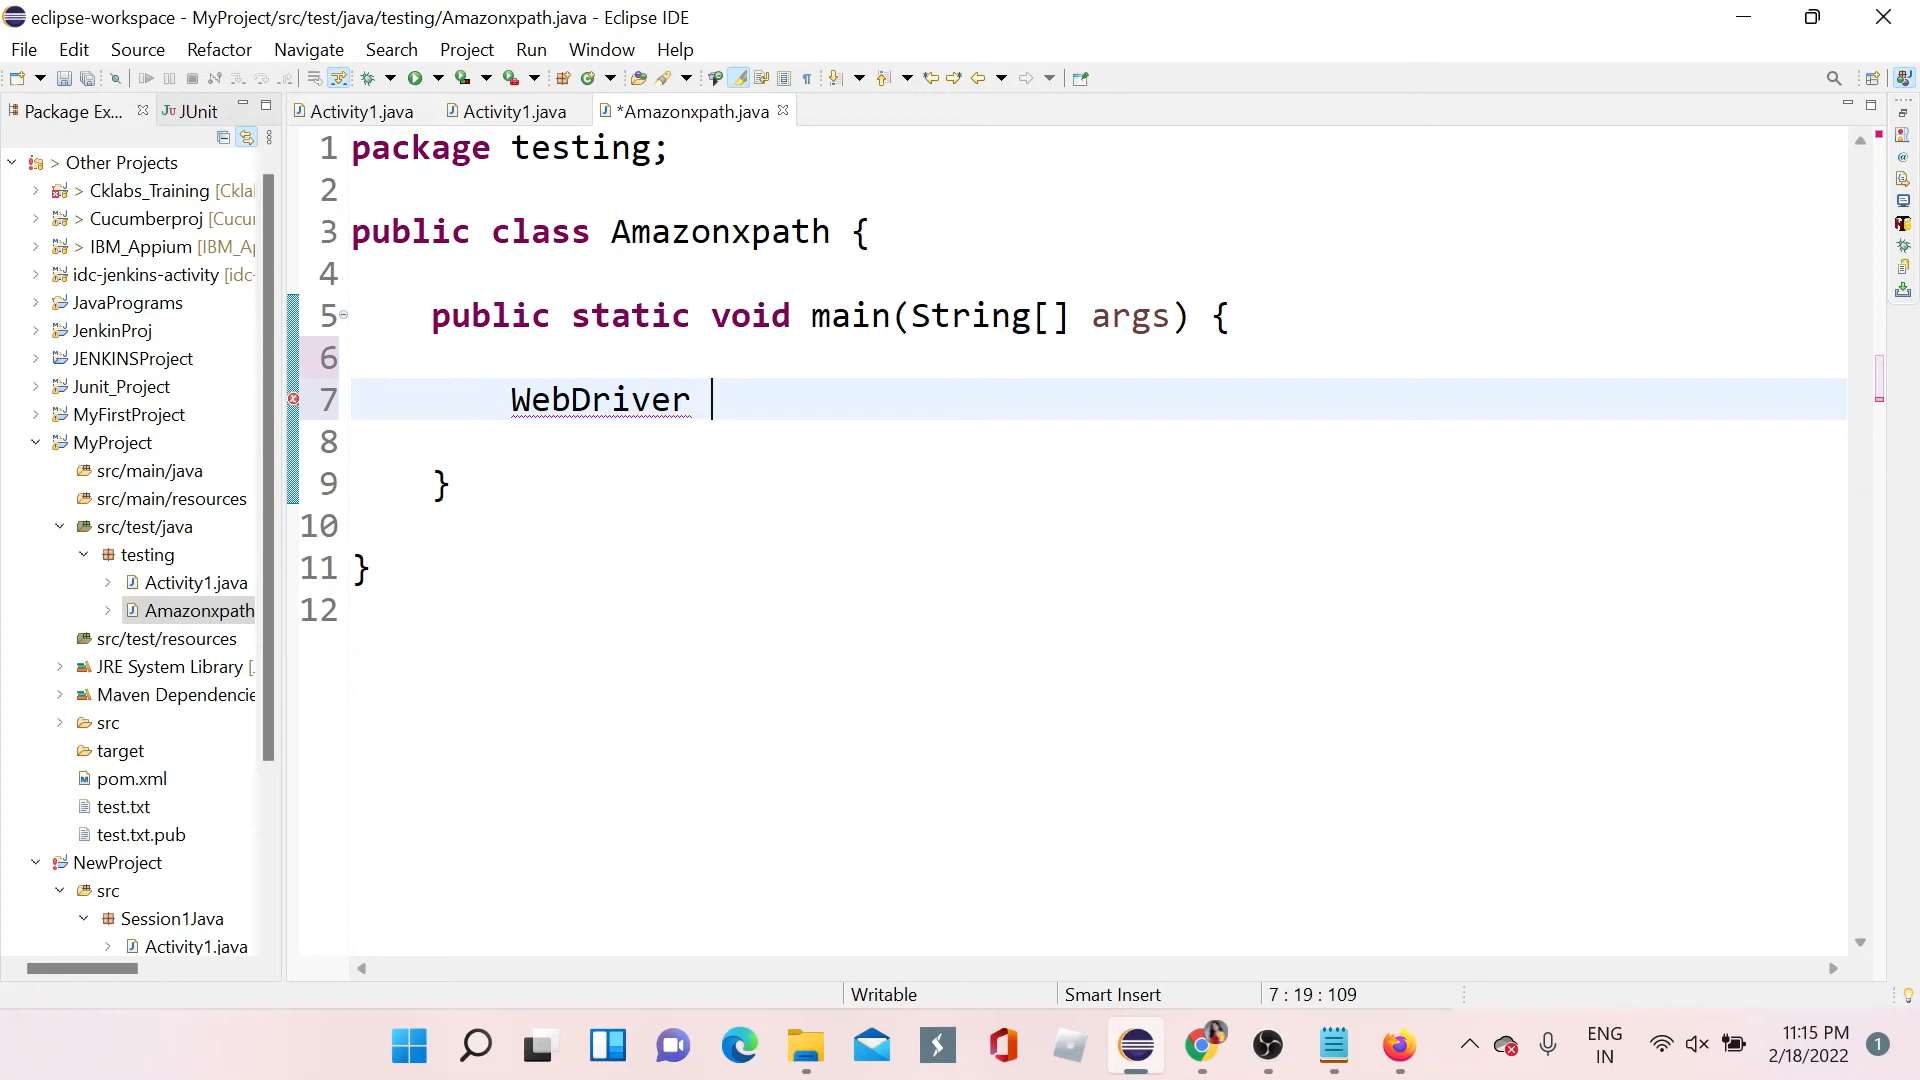 eclipse-workspace - MyProject/src/test/java/testing/Amazonxpath.java - Eclipse IDE
File Edit Source Refactor Navigate Search Project Run Window Help
Package Ex... JUnit
Activity1.java Activity1.java *Amazonxpath.java
Other Projects
> Cklabs_Training [Ckla
> Cucumberproj [Cucu
> IBM_Appium [IBM_A
idc-jenkins-activity [idc-
JavaPrograms
JenkinProj
JENKINSProject
Junit_Project
MyFirstProject
MyProject
src/main/java
src/main/resources
src/test/java
testing
Activity1.java
Amazonxpath
src/test/resources
JRE System Library [.
Maven Dependencie
src
target
pom.xml
test.txt
test.txt.pub
NewProject
src
Session1Java
Activity1.java
1 package testing;
2
3 public class Amazonxpath {
4
5 public static void main(String[] args) {
6
7 WebDriver
8
9 }
10
11 }
12
Writable Smart Insert 7 : 19 : 109
ENG
IN
11:15 PM
2/18/2022
1